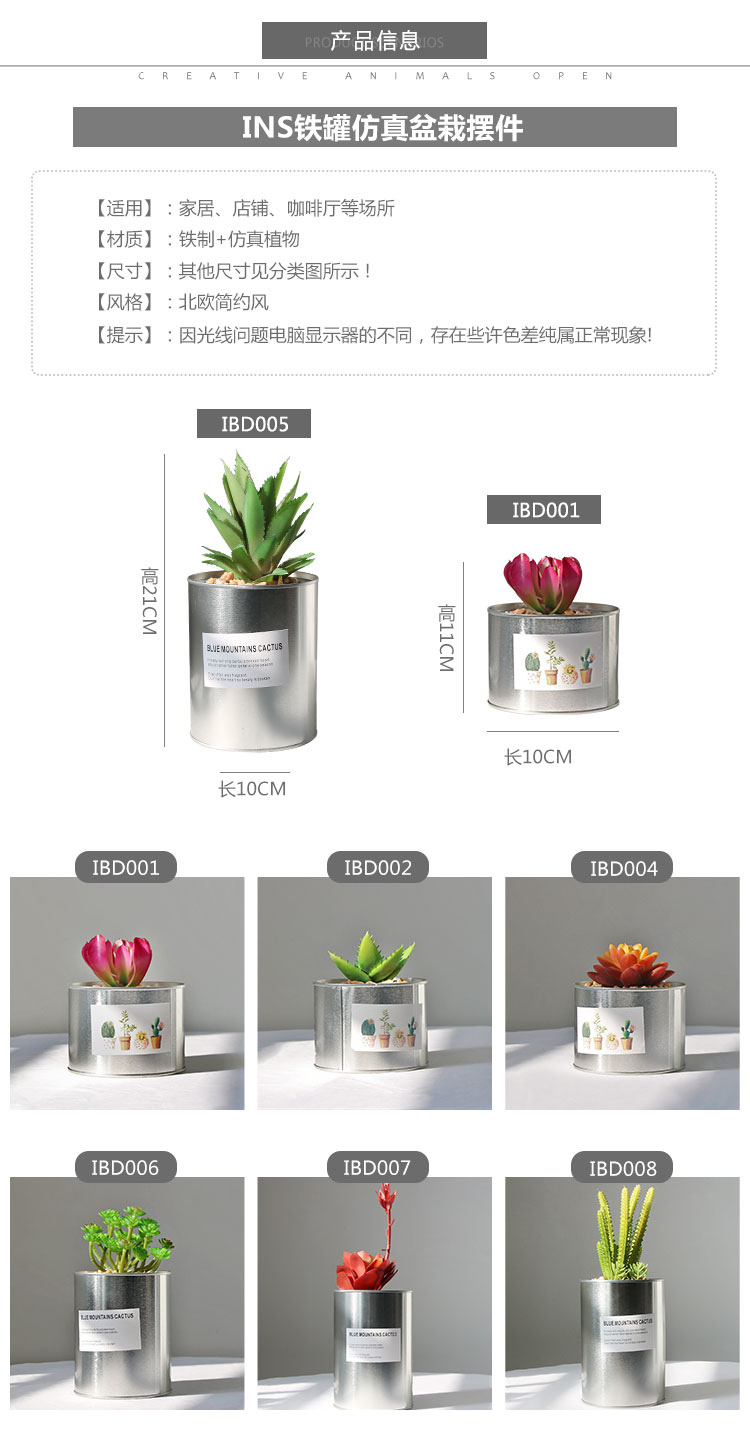 产品信息
CREATIVE ANIMALS OPEN
INS铁罐仿真盆栽摆件
【适用】：家居、店铺、咖啡厅等场所
【材质】：铁制+仿真植物
【尺寸】：其他尺寸见分类图所示！
【风格】：北欧简约风
【提示】：因光线问题电脑显示器的不同，存在些许色差纯属正常现象!
IBD005
IBD001
高21CM
高11CM
BLUE MOUNTAINS CACTUS
长10CM
长10CM
IBD001
IBD002
IBD004
IBD006
IBD007
IBD008
BLUE MOUNTAINS CACTUS
BLUE MOUNTAINS CACTUS
BLUE MOUNTAINS CACTUS